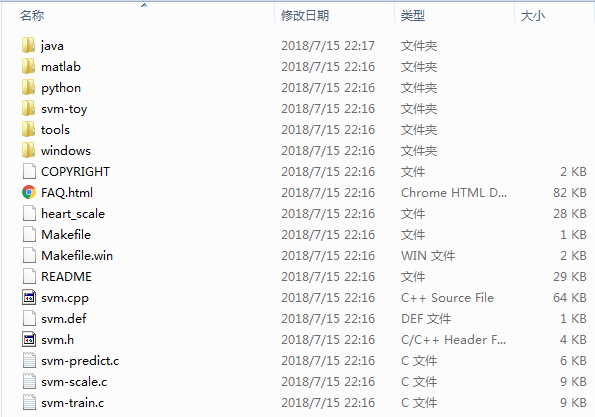 名称 修改日期 类型 大小
java 2018/7/15 22:17 文件夹
matlab 2018/7/15 22:16 文件夹
python 2018/7/15 22:16 文件夹
svm-toy 2018/7/15 22:16 文件夹
tools 2018/7/15 22:16 文件夹
windows 2018/7/15 22:16 文件夹
COPYRIGHT 2018/7/15 22:16 文件 2 KB
FAQ.html 2018/7/15 22:16 Chrome HTML D... 82 KB
heart_scale 2018/7/15 22:16 文件 28 KB
Makefile 2018/7/15 22:16 文件 1 KB
Makefile.win 2018/7/15 22:16 WIN 文件 2 KB
README 2018/7/15 22:16 文件 29 KB
svm.cpp 2018/7/15 22:16 C++ Source File 64 KB
svm.def 2018/7/15 22:16 DEF 文件 1 KB
svm.h 2018/7/15 22:16 C/C++ Header F... 4 KB
svm-predict.c 2018/7/15 22:16 C 文件 6 KB
svm-scale.c 2018/7/15 22:16 C 文件 9 KB
svm-train.c 2018/7/15 22:16 C 文件 9 KB